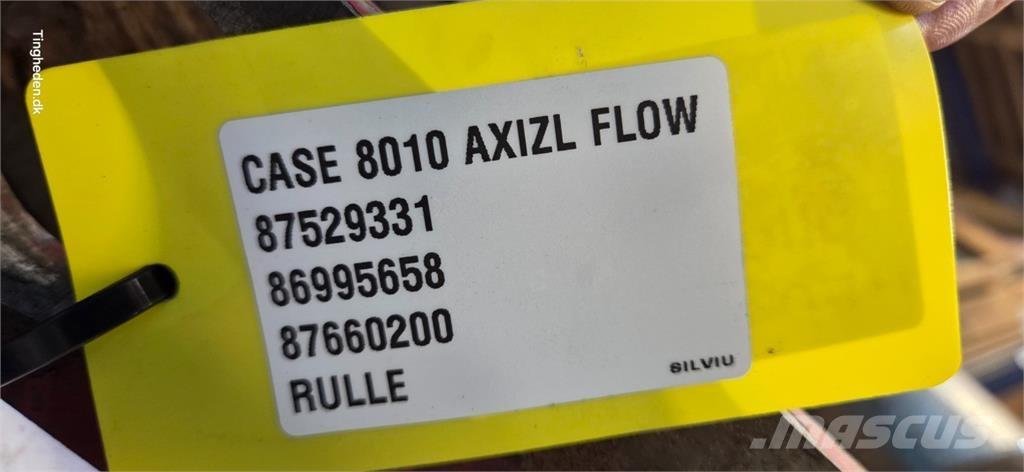 Tingheden.dk
CASE 8010 AXIZL FLOW
87529331
86995658
87660200
RULLE
SILVIU
mascus